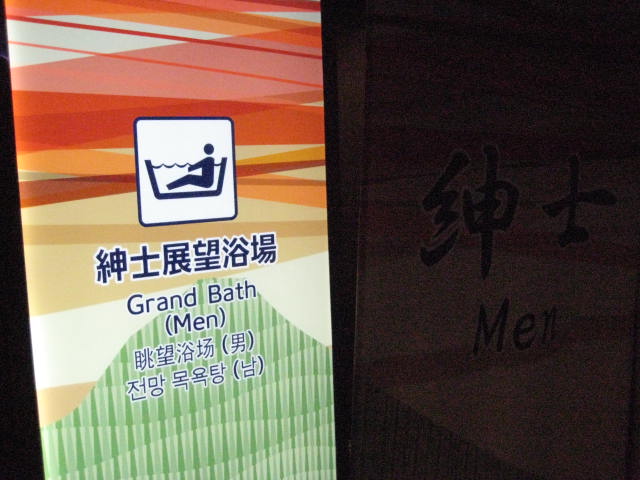 紳士展望浴場
Grand Bath
(Men)
眺望浴场 (男)
전망 목욕탕 (남)
紳士
Men